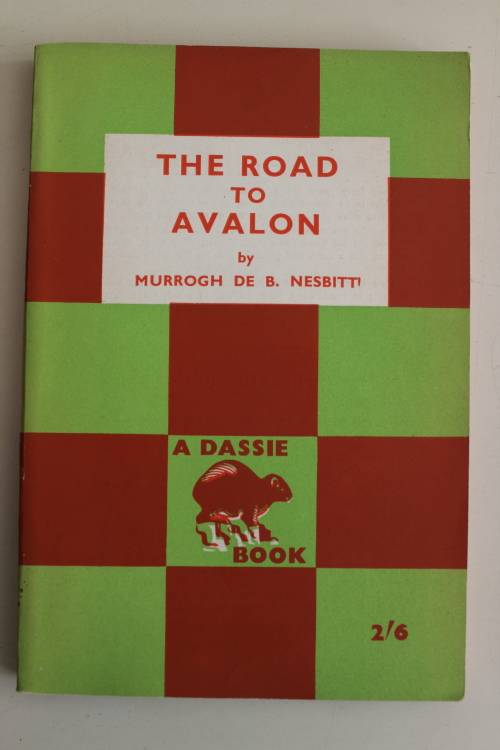 THE ROAD
TO
AVALON
by
MURROGH DE B. NESBITT
A DASSIE
BOOK
2/6